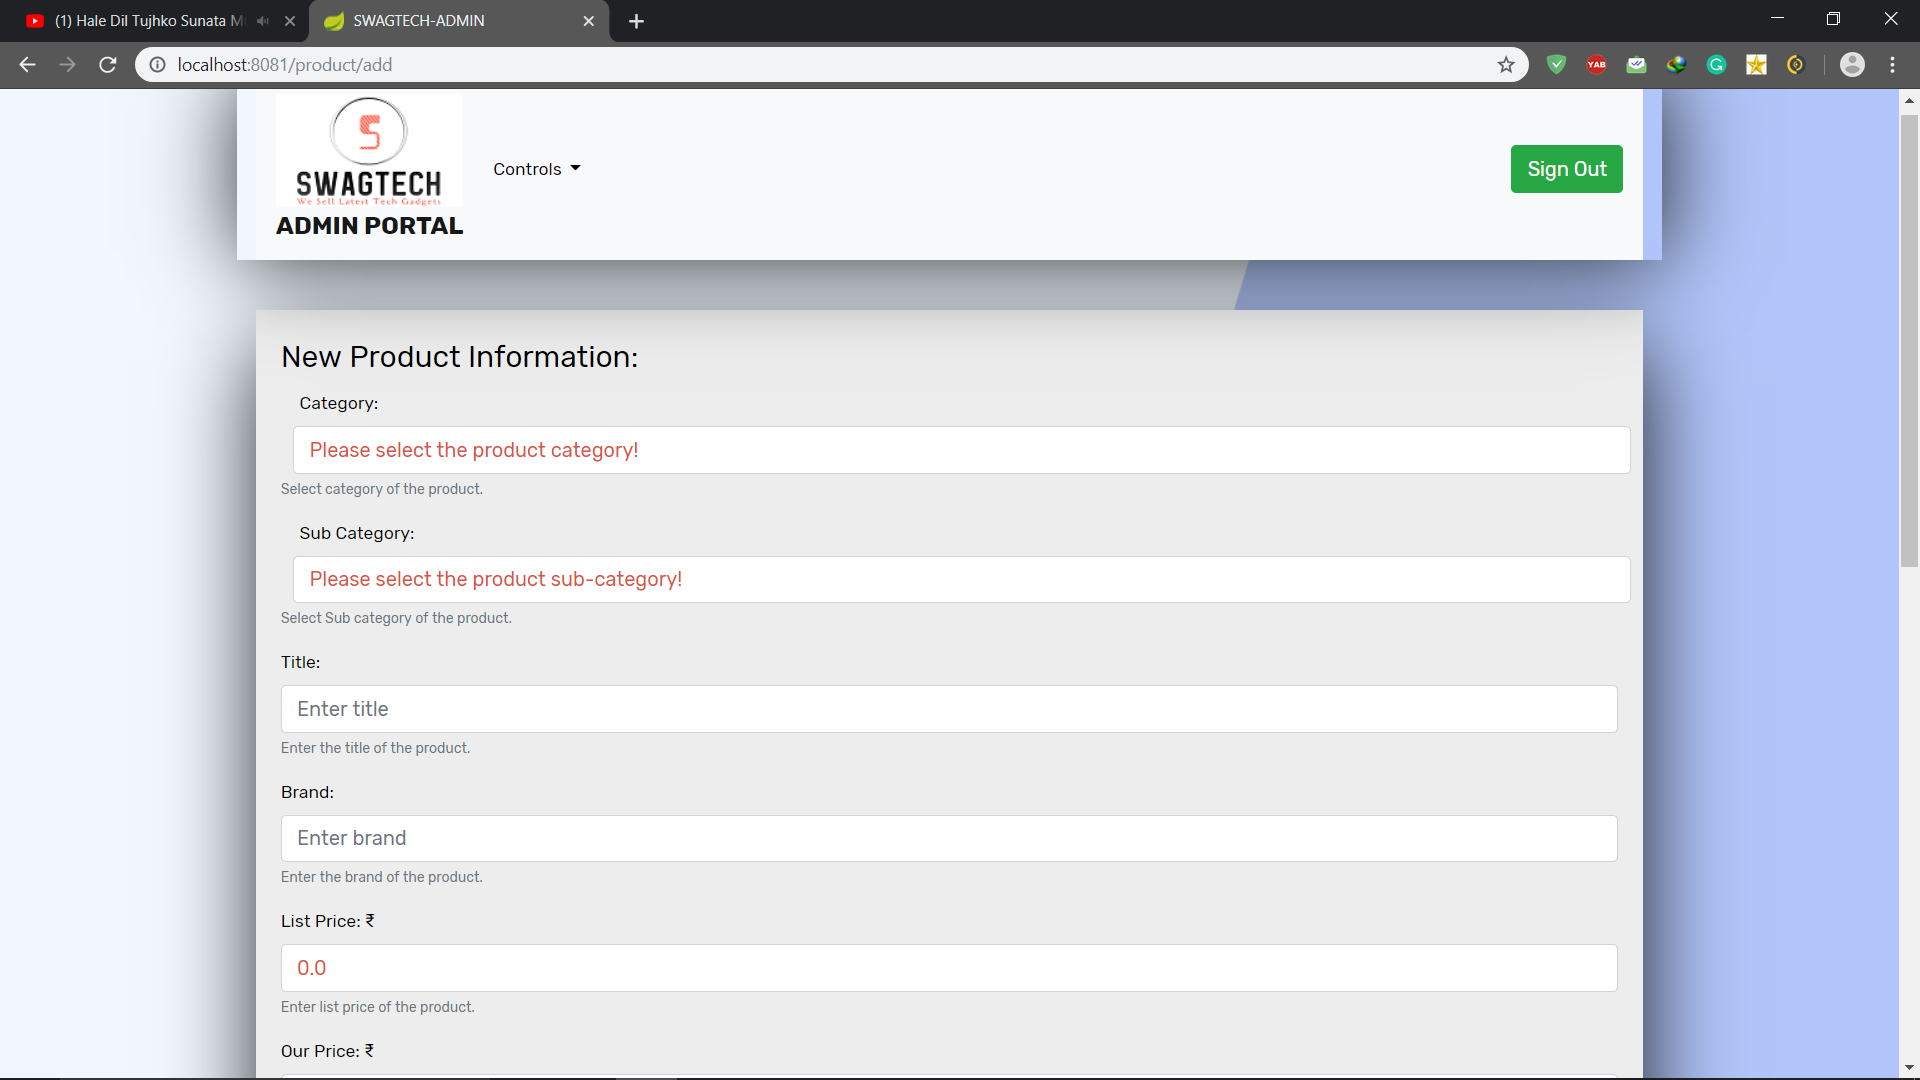 (1) Hale Dil Tujhko Sunata M
SWAGTECH-ADMIN
localhost:8081/product/add
YAB
S
SWAGTECH
We Sell Latest Tech Gadgets
ADMIN PORTAL
Controls
Sign Out
New Product Information:
Category:
Please select the product category!
Select category of the product.
Sub Category:
Please select the product sub-category!
Select Sub category of the product.
Title:
Enter title
Enter the title of the product.
Brand:
Enter brand
Enter the brand of the product.
List Price: ₹
0.0
Enter list price of the product.
Our Price: ₹